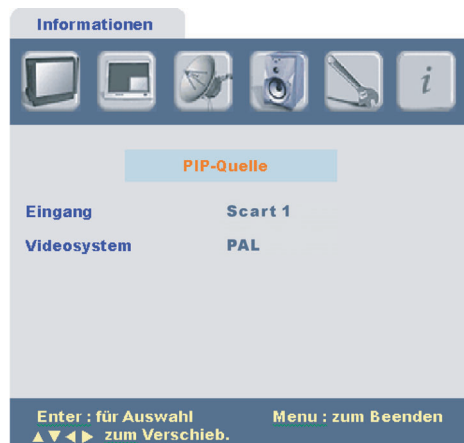 Informationen
i
PIP-Quelle
Eingang Scart 1
Videosystem PAL
Enter : für Auswahl Menu : zum Beenden
▲▼◄► zum Verschieb.